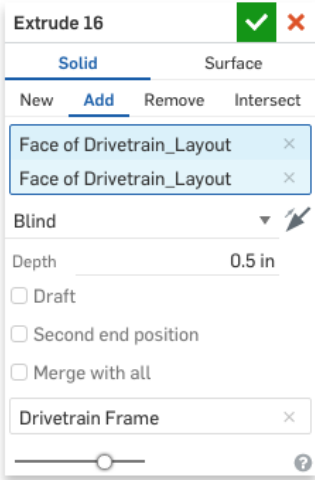 Extrude 16
Solid Surface
New Add Remove Intersect
Face of Drivetrain_Layout
Face of Drivetrain_Layout
Blind
Depth 0.5 in
Draft
Second end position
Merge with all
Drivetrain Frame